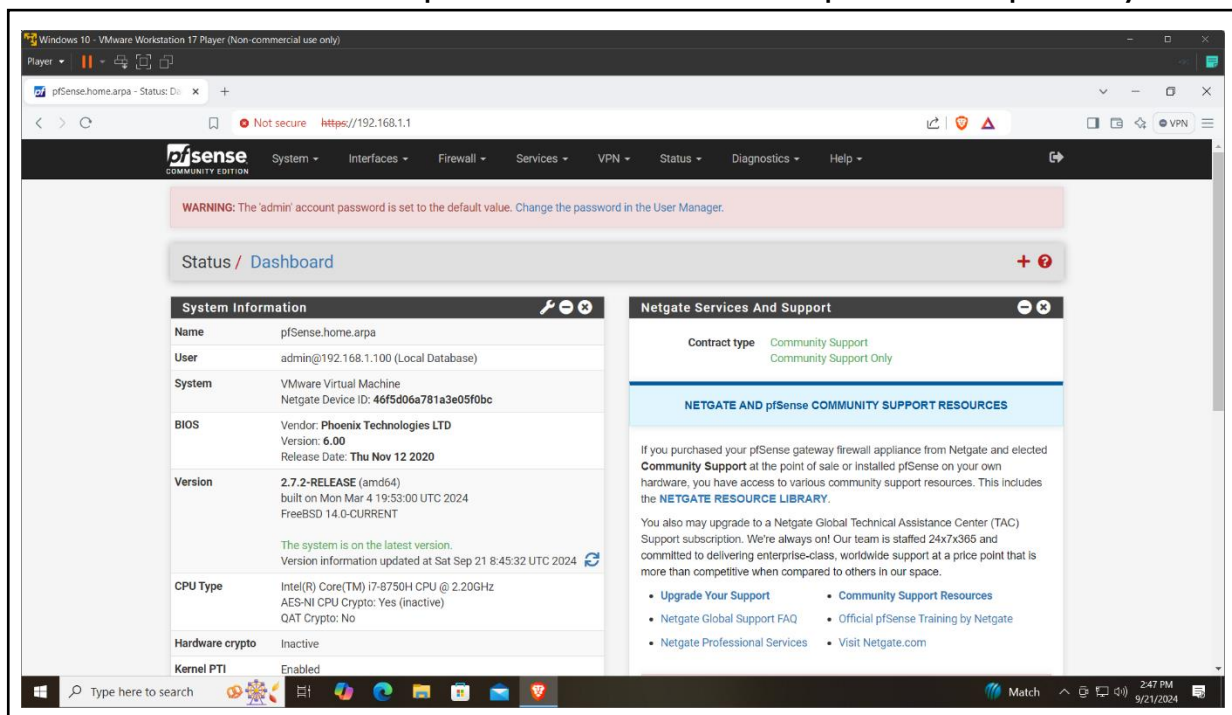 Windows 10 - VMware Workstation 17 Player (Non-commercial use only)
Player
pfSense.home.arpa - Status: Da
Not secure https://192.168.1.1
VPN
pfsense
COMMUNITY EDITION
System Interfaces Firewall Services VPN Status Diagnostics Help
WARNING: The 'admin' account password is set to the default value. Change the password in the User Manager.
Status / Dashboard
System Information
Name pfSense.home.arpa
User admin@192.168.1.100 (Local Database)
System VMware Virtual Machine
Netgate Device ID: 46f5d06a781a3e05f0bc
BIOS Vendor: Phoenix Technologies LTD
Version: 6.00
Release Date: Thu Nov 12 2020
Version 2.7.2-RELEASE (amd64)
built on Mon Mar 4 19:53:00 UTC 2024
FreeBSD 14.0-CURRENT
The system is on the latest version.
Version information updated at Sat Sep 21 8:45:32 UTC 2024
CPU Type Intel(R) Core(TM) i7-8750H CPU @ 2.20GHz
AES-NI CPU Crypto: Yes (inactive)
QAT Crypto: No
Hardware crypto Inactive
Kernel PTI Enabled
Netgate Services And Support
Contract type Community Support
Community Support Only
NETGATE AND pfSense COMMUNITY SUPPORT RESOURCES
If you purchased your pfSense gateway firewall appliance from Netgate and elected
Community Support at the point of sale or installed pfSense on your own
hardware, you have access to various community support resources. This includes
the NETGATE RESOURCE LIBRARY.
You also may upgrade to a Netgate Global Technical Assistance Center (TAC)
Support subscription. We're always on! Our team is staffed 24x7x365 and
committed to delivering enterprise-class, worldwide support at a price point that is
more than competitive when compared to others in our space.
Upgrade Your Support
Community Support Resources
Netgate Global Support FAQ
Official pfSense Training by Netgate
Netgate Professional Services
Visit Netgate.com
Type here to search
Match
2:47 PM
9/21/2024